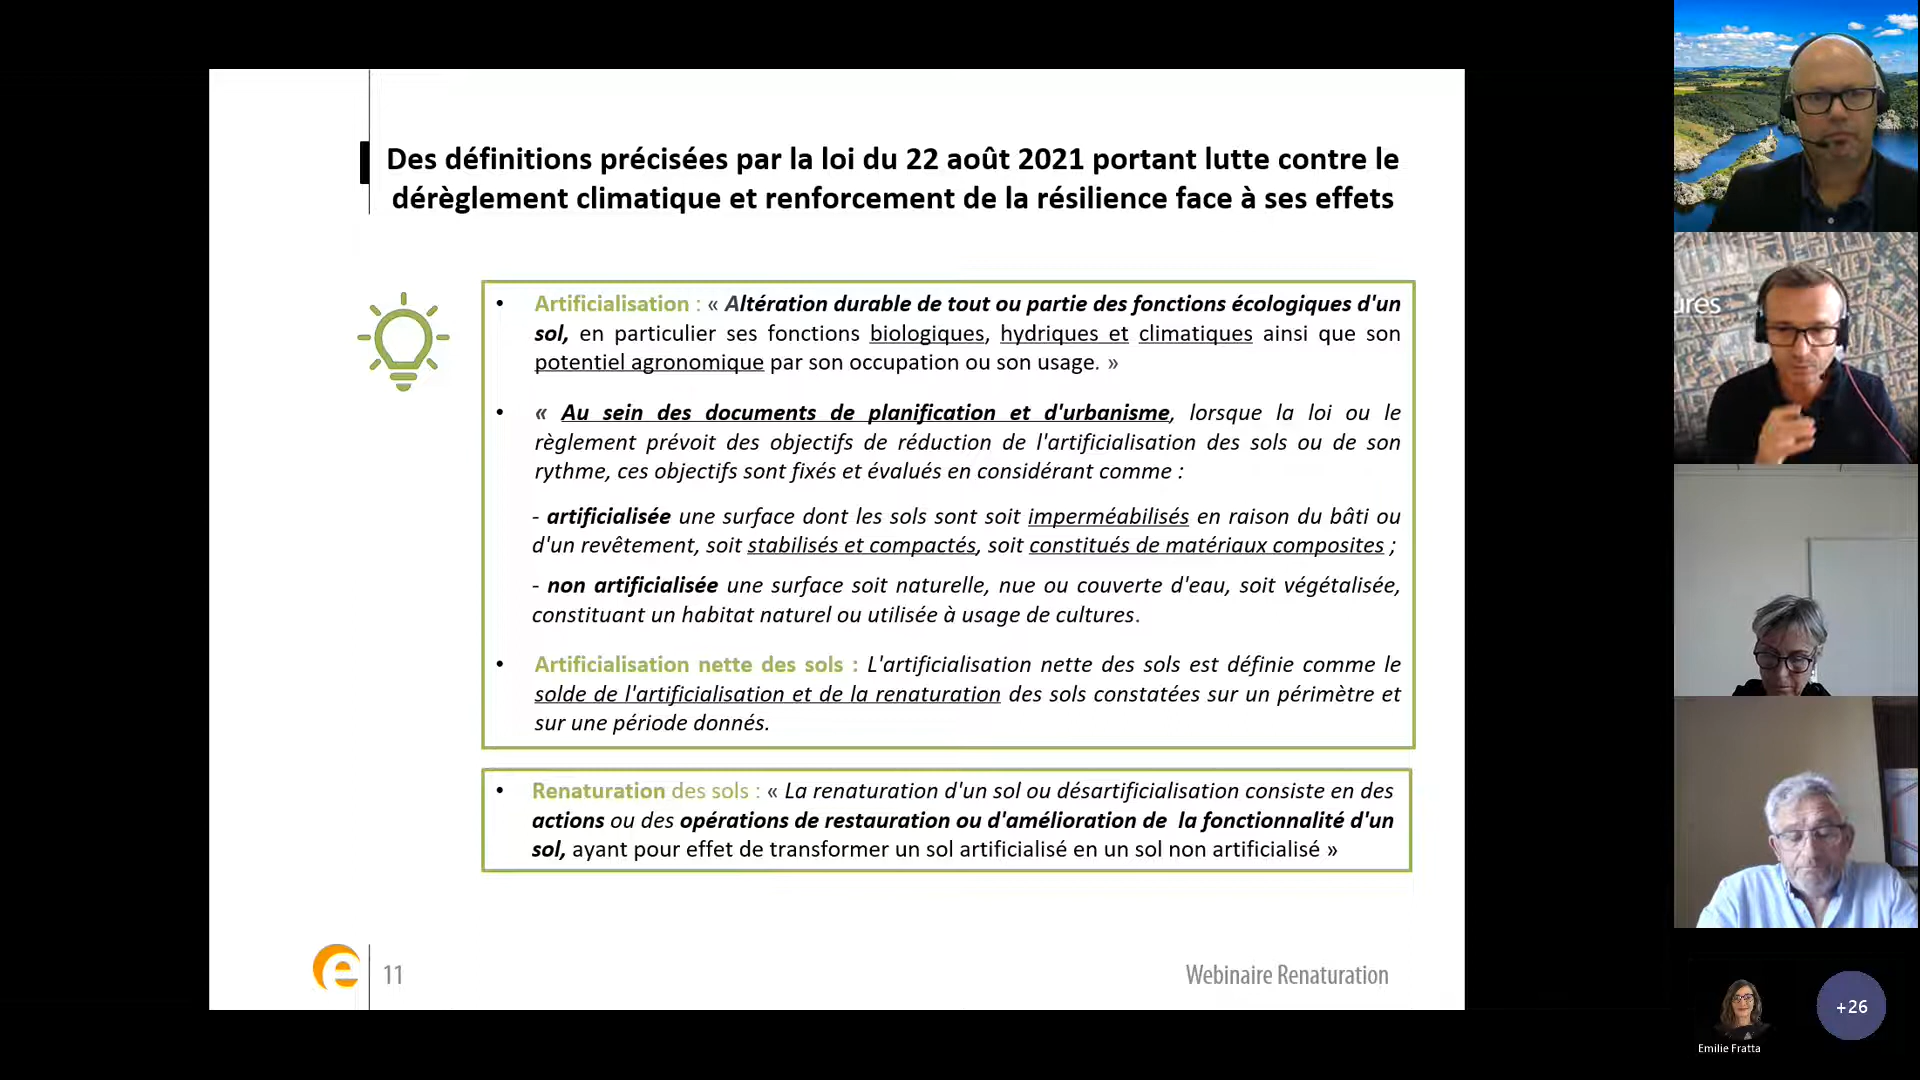 Des définitions précisées par la loi du 22 août 2021 portant lutte contre le
dérèglement climatique et renforcement de la résilience face à ses effets
• Artificialisation : « Altération durable de tout ou partie des fonctions écologiques d'un
sol, en particulier ses fonctions biologiques, hydriques et climatiques ainsi que son
potentiel agronomique par son occupation ou son usage. »
• « Au sein des documents de planification et d'urbanisme, lorsque la loi ou le
règlement prévoit des objectifs de réduction de l'artificialisation des sols ou de son
rythme, ces objectifs sont fixés et évalués en considérant comme :
- artificialisée une surface dont les sols sont soit imperméabilisés en raison du bâti ou
d'un revêtement, soit stabilisés et compactés, soit constitués de matériaux composites ;
- non artificialisée une surface soit naturelle, nue ou couverte d'eau, soit végétalisée,
constituant un habitat naturel ou utilisée à usage de cultures.
• Artificialisation nette des sols : L'artificialisation nette des sols est définie comme le
solde de l'artificialisation et de la renaturation des sols constatées sur un périmètre et
sur une période donnés.
• Renaturation des sols : « La renaturation d'un sol ou désartificialisation consiste en des
actions ou des opérations de restauration ou d'amélioration de la fonctionnalité d'un
sol, ayant pour effet de transformer un sol artificialisé en un sol non artificialisé »
e
11
Webinaire Renaturation
ures
+26
Emilie Fratta